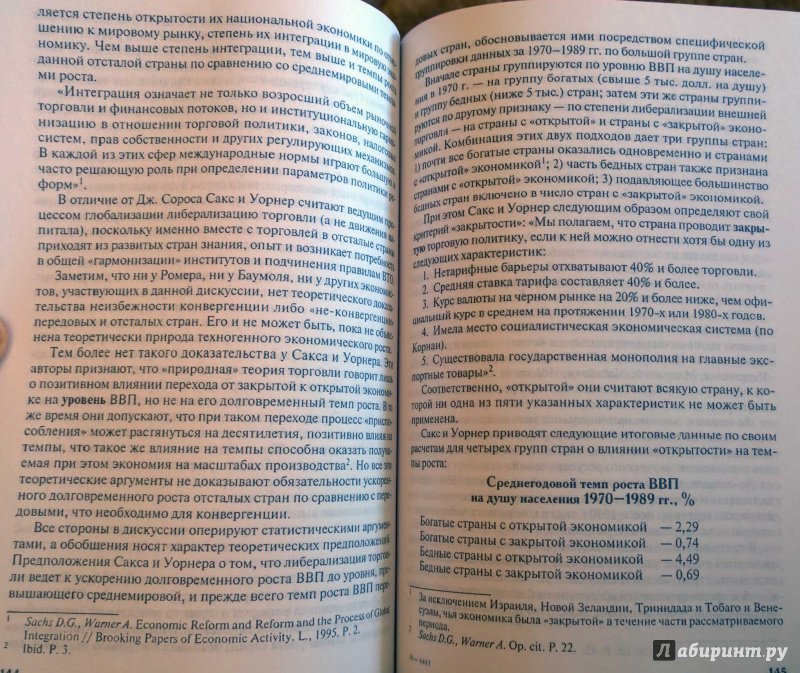 ляется степень открытости их национальной экономики по
шению к мировому рынку, степень их интеграции в мировую
номику. Чем выше степень интеграции, тем выше и темпы роста
данной отсталой страны по сравнению со среднемировыми
ми роста.
«Интеграция означает не только возросший объем рыночной
торговли и финансовых потоков, но и институциональную
низацию в отношении торговой политики, законов, налоговых
систем, прав собственности и других регулирующих механизмов.
В каждой из этих сфер международные нормы играют большую и
часто решающую роль при определении параметров политики
форм»¹.
В отличие от Дж. Сороса Сакс и Уорнер считают ведущим
цессом глобализации либерализацию торговли (а не движения
питала), поскольку именно вместе с торговлей в отсталые страны
приходят из развитых стран знания, опыт и возникает потребность
в общей «гармонизации» институтов и подчинения правилам ВТО.
Заметим, что ни у Ромера, ни у Баумоля, ни у других
тов, участвующих в данной дискуссии, нет теоретического
тельства неизбежности конвергенции либо «не-конвергенции»
передовых и отсталых стран. Его и не может быть, пока не
нена теоретически природа техногенного экономического роста.
Тем более нет такого доказательства у Сакса и Уорнера. Эти
авторы признают, что «природная» теория торговли говорит лишь
о позитивном влиянии перехода от закрытой к открытой
ке на уровень ВВП, но не на его долговременный темп роста. В то
же время они допускают, что при таком переходе процесс
собления» может растянуться на десятилетия, позитивно влияя на
темпы, что такое же влияние на темпы способна оказать
мая при этом экономия на масштабах производства². Но все эти
теоретические аргументы не доказывают обязательности
ного долговременного роста отсталых стран по сравнению с
довыми, что необходимо для конвергенции.
Все стороны в дискуссии оперируют статистическими
тами, а обобщения носят характер теоретических предположений.
Предположения Сакса и Уорнера о том, что либерализация
ли ведет к ускорению долговременного роста ВВП до уровня,
вышающего среднемировой, и прежде всего темп роста ВВП
¹ Sachs D.G., Warner A. Economic Reform and Reform and the Process of Global
Integration // Brooking Papers of Economic Activity. L., 1995. P. 2.
² Ibid. P. 3.
144
довых стран, обосновывается ими посредством специфической
группировки данных за 1970–1989 гг. по большой группе стран.
Вначале страны группируются по уровню ВВП на душу населе-
ния в 1970 г. — на группу богатых (свыше 5 тыс. долл. на душу)
и группу бедных (ниже 5 тыс.) стран; затем эти же страны группи-
руются по другому признаку — по степени либерализации внешней
торговли — на страны с «открытой» и страны с «закрытой» эконо-
микой. Комбинация этих двух подходов дает три группы стран:
1) почти все богатые страны оказались одновременно и странами
с «открытой» экономикой¹; 2) часть бедных стран также признана
странами с «открытой» экономикой; 3) подавляющее большинство
бедных стран включено в число стран с «закрытой» экономикой.
При этом Сакс и Уорнер следующим образом определяют свой
критерий «закрытости»: «Мы полагаем, что страна проводит закры-
тую торговую политику, если к ней можно отнести хотя бы одну из
следующих характеристик:
1. Нетарифные барьеры отхватывают 40% и более торговли.
2. Средняя ставка тарифа составляет 40% и более.
3. Курс валюты на черном рынке на 20% и более ниже, чем офи-
циальный курс в среднем на протяжении 1970-х или 1980-х годов.
4. Имела место социалистическая экономическая система (по
Корнаи).
5. Существовала государственная монополия на главные экс-
портные товары»².
Соответственно, «открытой» они считают всякую страну, к ко-
торой ни одна из пяти указанных характеристик не может быть
применена.
Сакс и Уорнер приводят следующие итоговые данные по своим
расчетам для четырех групп стран о влиянии «открытости» на тем-
пы роста:
Среднегодовой темп роста ВВП
на душу населения 1970—1989 гг., %
Богатые страны с открытой экономикой — 2,29
Богатые страны с закрытой экономикой — 0,74
Бедные страны с открытой экономикой — 4,49
Бедные страны с закрытой экономикой — 0,69
¹ За исключением Израиля, Новой Зеландии, Тринидада и Тобаго и Вене-
суэлы, чья экономика была «закрытой» в течение части рассматриваемого
периода.
² Sachs D.G., Warner A. Op. cit. P. 22.
145
Лабиринт.ру